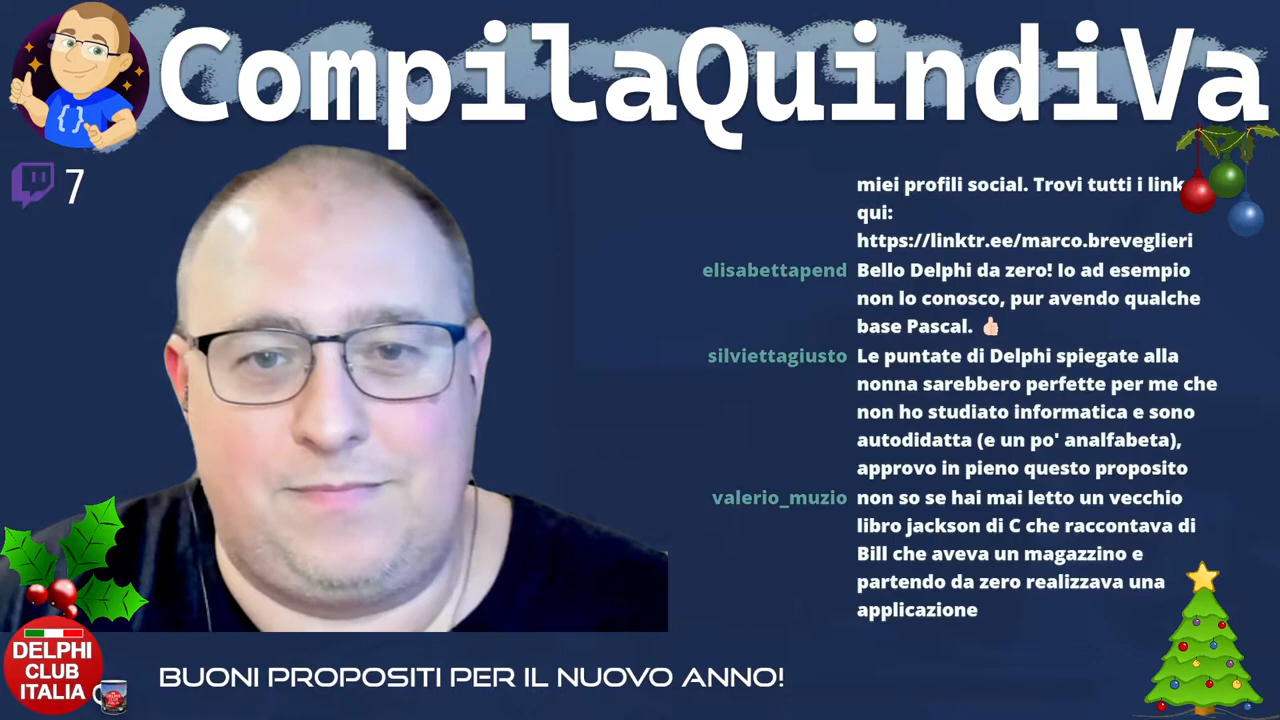 CompilaQuindiVa
{ }
7
miei profili social. Trovi tutti i link
qui:
https://linktr.ee/marco.breveglieri
elisabettapend Bello Delphi da zero! Io ad esempio
non lo conosco, pur avendo qualche
base Pascal. 👍🏻
silviettagiusto Le puntate di Delphi spiegate alla
nonna sarebbero perfette per me che
non ho studiato informatica e sono
autodidatta (e un po' analfabeta),
approvo in pieno questo proposito
valerio_muzio non so se hai mai letto un vecchio
libro jackson di C che raccontava di
Bill che aveva un magazzino e
partendo da zero realizzava una
applicazione
DELPHI
CLUB
ITALIA
BUONI PROPOSITI PER IL NUOVO ANNO!